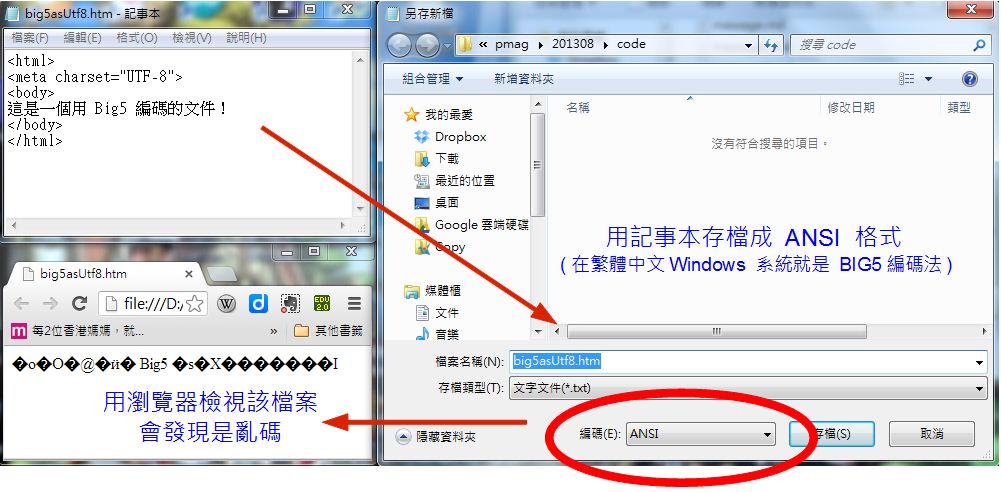 big5asUtf8.htm - 記事本
檔案(F) 編輯(E) 格式(O) 檢視(V) 說明(H)
<html>
<meta charset="UTF-8">
<body>
這是一個用 Big5 編碼的文件！
</body>
</html>
big5asUtf8.htm
file:///D:/
W
d
EDU
2.0
m 每2位香港媽媽，就...
» 其他書籤
�o�O�@�ӥ� Big5 �s�X�������I
用瀏覽器檢視該檔案
會發現是亂碼
另存新檔
« pmag 201308 code
搜尋 code
組合管理 新增資料夾
名稱 修改日期 類型
我的最愛
Dropbox
下載
最近的位置
桌面
Google 雲端硬碟
Copy
媒體櫃
文件
音樂
沒有符合搜尋的項目。
用記事本存檔成 ANSI 格式
( 在繁體中文 Windows 系統就是 BIG5 編碼法 )
檔案名稱(N): big5asUtf8.htm
存檔類型(T): 文字文件(*.txt)
隱藏資料夾
編碼(E): ANSI
存檔(S)
取消